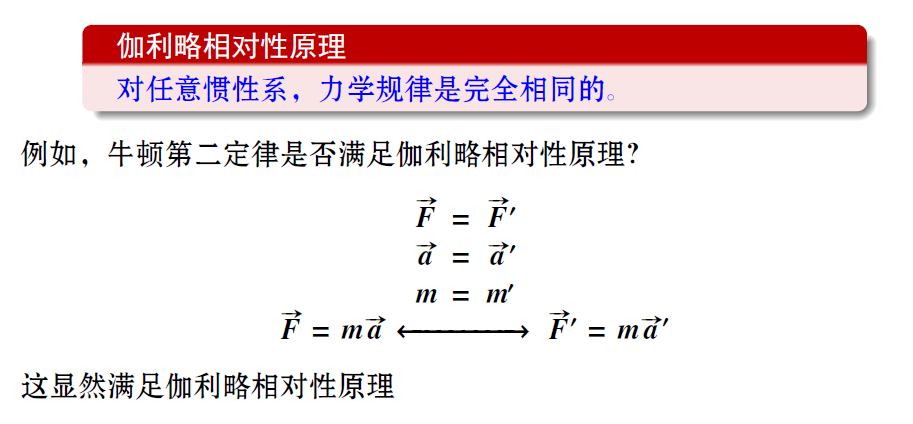 伽利略相对性原理
对任意惯性系，力学规律是完全相同的。
例如，牛顿第二定律是否满足伽利略相对性原理？
$\vec{F} = \vec{F}'$
$\vec{a} = \vec{a}'$
$m = m'$
$\vec{F} = m\vec{a} \longleftrightarrow \vec{F}' = m\vec{a}'$
这显然满足伽利略相对性原理